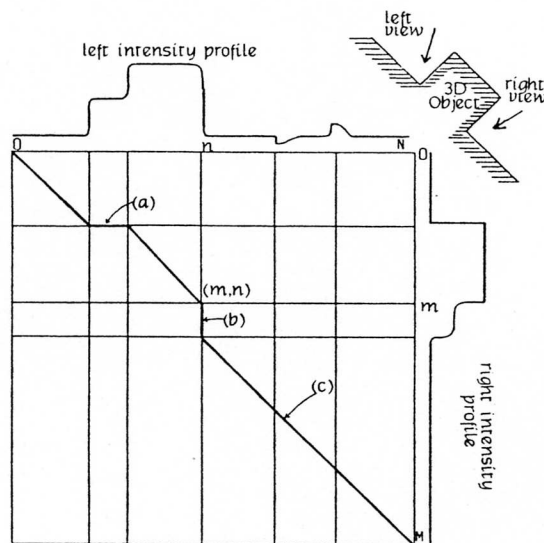 left
view
left intensity profile
3D
Object
right
view
0
n
N
0
(a)
(m,n)
m
(b)
(c)
right intensity
profile
M